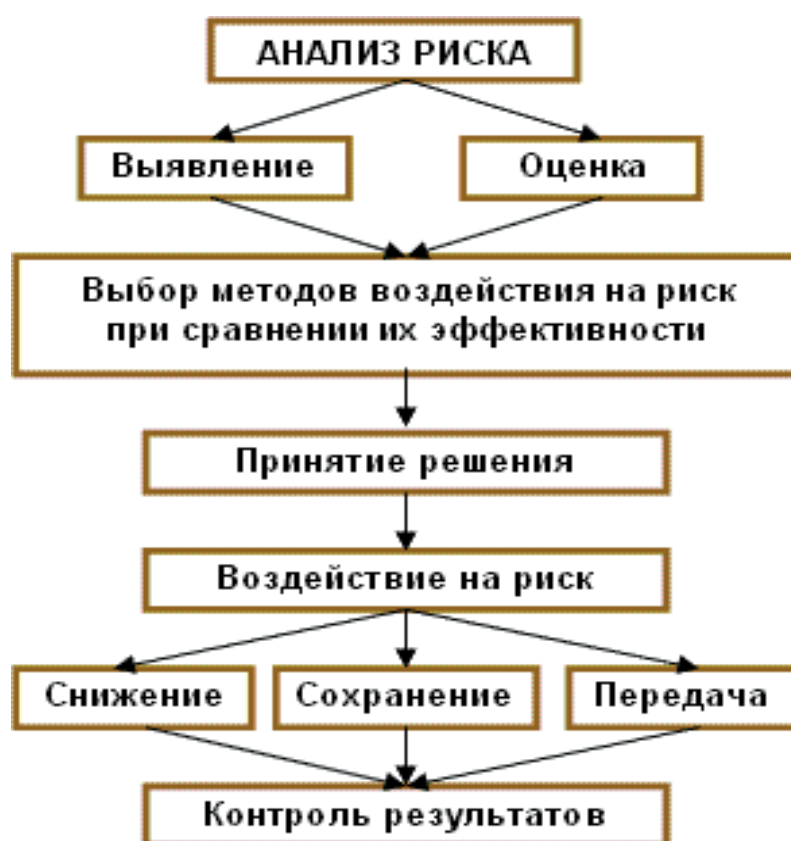 АНАЛИЗ РИСКА
Выявление
Оценка
Выбор методов воздействия на риск
при сравнении их эффективности
Принятие решения
Воздействие на риск
Снижение
Сохранение
Передача
Контроль результатов